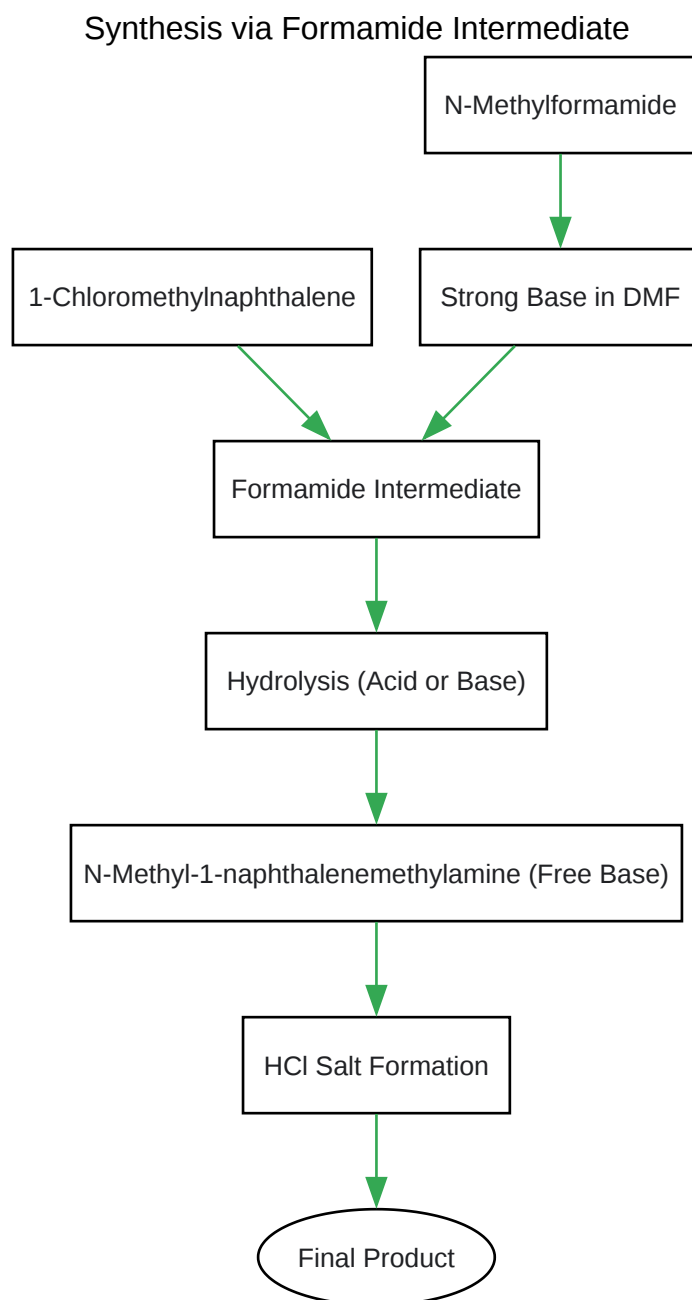 Synthesis via Formamide Intermediate
N-Methylformamide
1-Chloromethylnaphthalene
Strong Base in DMF
Formamide Intermediate
Hydrolysis (Acid or Base)
N-Methyl-1-naphthalenemethylamine (Free Base)
HCl Salt Formation
Final Product